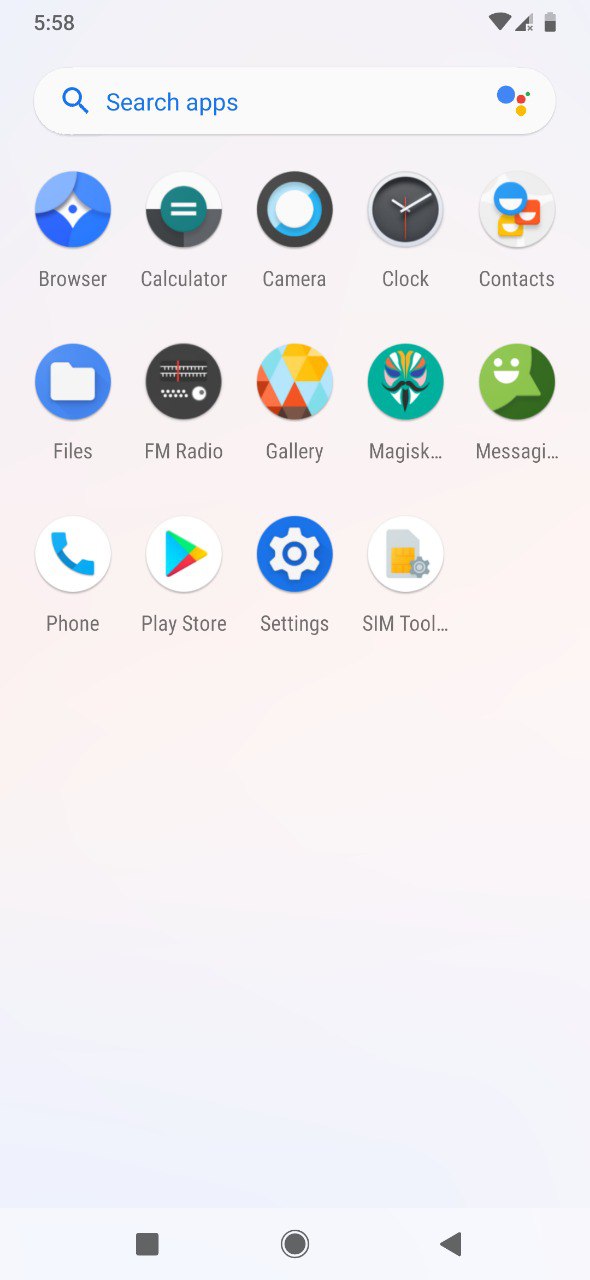 5:58
Search apps
Browser Calculator Camera Clock Contacts
Files FM Radio Gallery Magisk… Messagi…
Phone Play Store Settings SIM Tool…